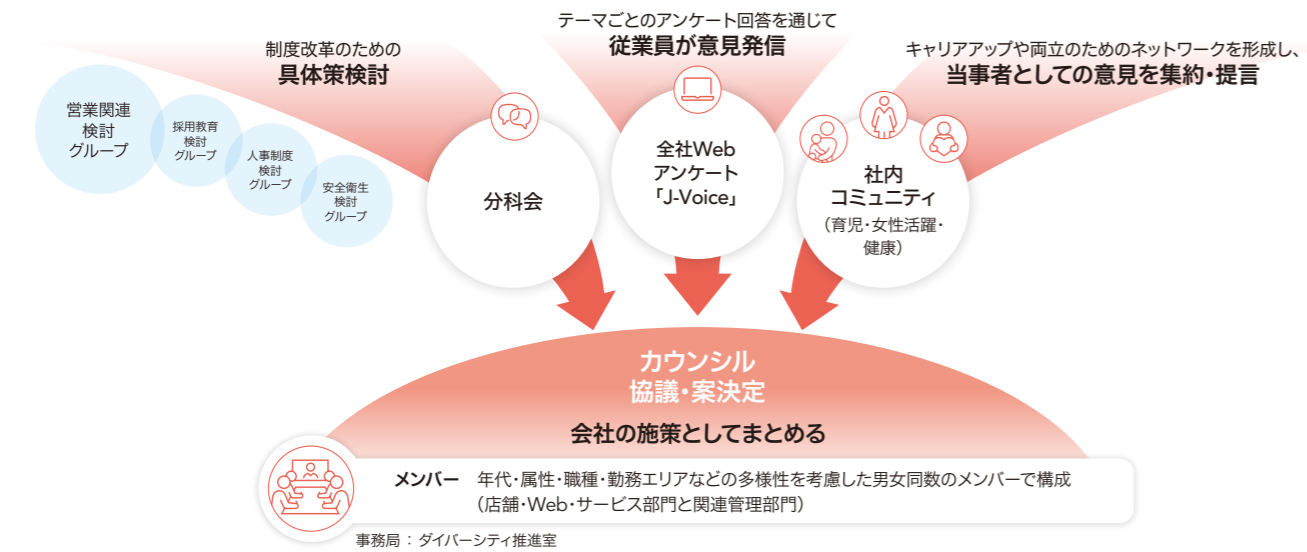 制度改革のための
具体策検討
テーマごとのアンケート回答を通じて
従業員が意見発信
キャリアアップや両立のためのネットワークを形成し、
当事者としての意見を集約・提言
営業関連
検討
グループ
採用教育
検討
グループ
人事制度
検討
グループ
安全衛生
検討
グループ
分科会
全社Web
アンケート
「J-Voice」
社内
コミュニティ
（育児・女性活躍・
健康）
カウンシル
協議・案決定
会社の施策としてまとめる
メンバー 年代・属性・職種・勤務エリアなどの多様性を考慮した男女同数のメンバーで構成
（店舗・Web・サービス部門と関連管理部門）
事務局：ダイバーシティ推進室